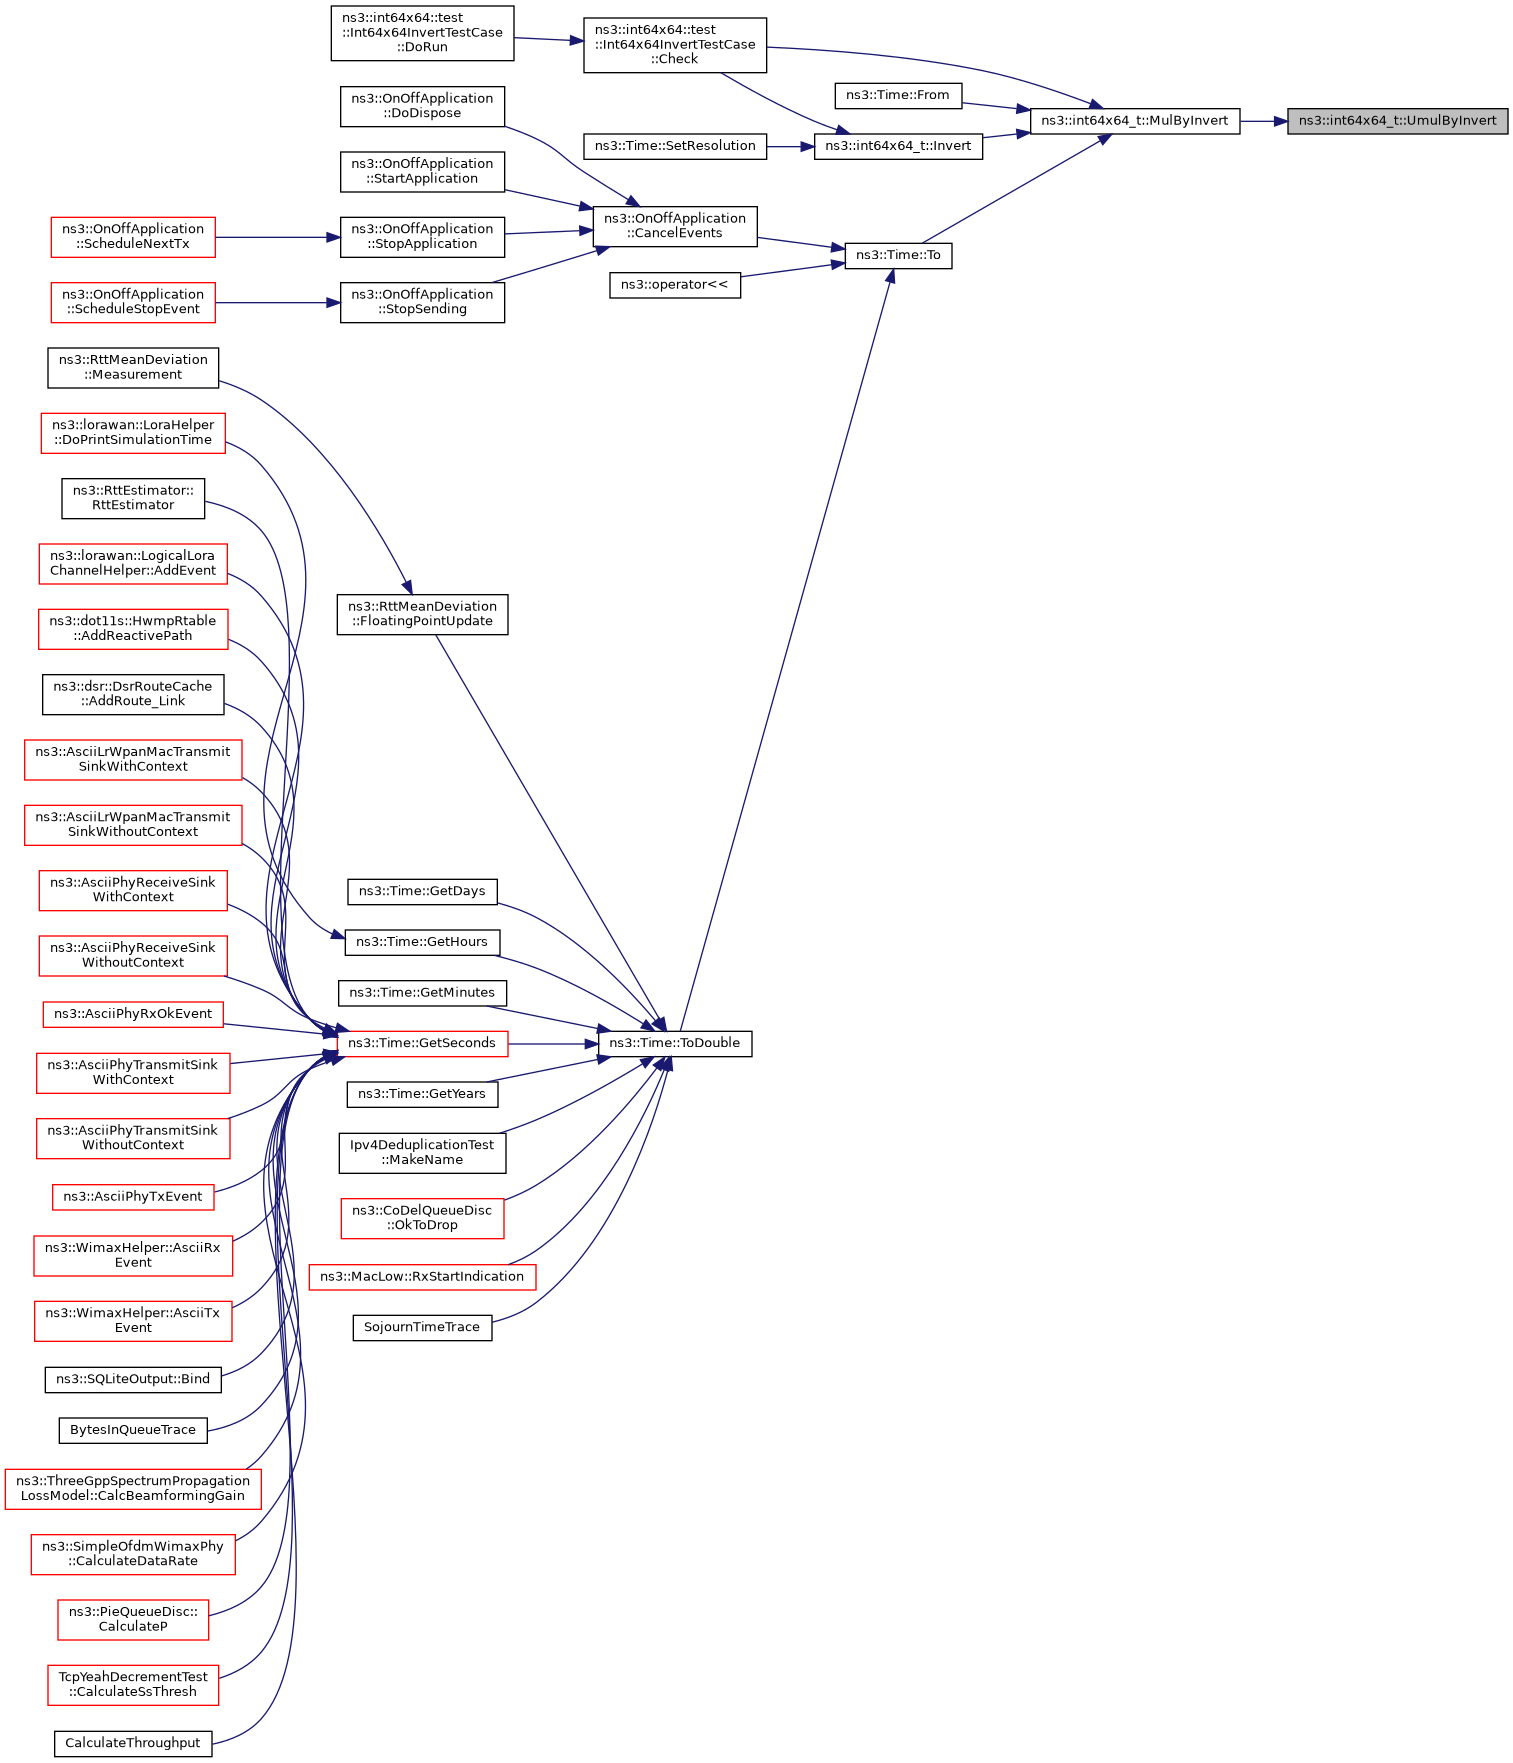 ns3::int64x64::test
::Int64x64InvertTestCase
::DoRun
ns3::int64x64::test
::Int64x64InvertTestCase
::Check
ns3::Time::From
ns3::int64x64_t::MulByInvert
ns3::int64x64_t::UmulByInvert
ns3::OnOffApplication
::DoDispose
ns3::Time::SetResolution
ns3::int64x64_t::Invert
ns3::OnOffApplication
::StartApplication
ns3::OnOffApplication
::CancelEvents
ns3::OnOffApplication
::ScheduleNextTx
ns3::OnOffApplication
::StopApplication
ns3::Time::To
ns3::operator<<
ns3::OnOffApplication
::ScheduleStopEvent
ns3::OnOffApplication
::StopSending
ns3::RttMeanDeviation
::Measurement
ns3::lorawan::LoraHelper
::DoPrintSimulationTime
ns3::RttEstimator::
RttEstimator
ns3::lorawan::LogicalLora
ChannelHelper::AddEvent
ns3::dot11s::HwmpRtable
::AddReactivePath
ns3::RttMeanDeviation
::FloatingPointUpdate
ns3::dsr::DsrRouteCache
::AddRoute_Link
ns3::AsciiLrWpanMacTransmit
SinkWithContext
ns3::AsciiLrWpanMacTransmit
SinkWithoutContext
ns3::AsciiPhyReceiveSink
WithContext
ns3::Time::GetDays
ns3::AsciiPhyReceiveSink
WithoutContext
ns3::Time::GetHours
ns3::Time::GetMinutes
ns3::AsciiPhyRxOkEvent
ns3::Time::GetSeconds
ns3::Time::ToDouble
ns3::AsciiPhyTransmitSink
WithContext
ns3::Time::GetYears
ns3::AsciiPhyTransmitSink
WithoutContext
Ipv4DeduplicationTest
::MakeName
ns3::AsciiPhyTxEvent
ns3::CoDelQueueDisc
::OkToDrop
ns3::WimaxHelper::AsciiRx
Event
ns3::MacLow::RxStartIndication
ns3::WimaxHelper::AsciiTx
Event
SojournTimeTrace
ns3::SQLiteOutput::Bind
BytesInQueueTrace
ns3::ThreeGppSpectrumPropagation
LossModel::CalcBeamformingGain
ns3::SimpleOfdmWimaxPhy
::CalculateDataRate
ns3::PieQueueDisc::
CalculateP
TcpYeahDecrementTest
::CalculateSsThresh
CalculateThroughput